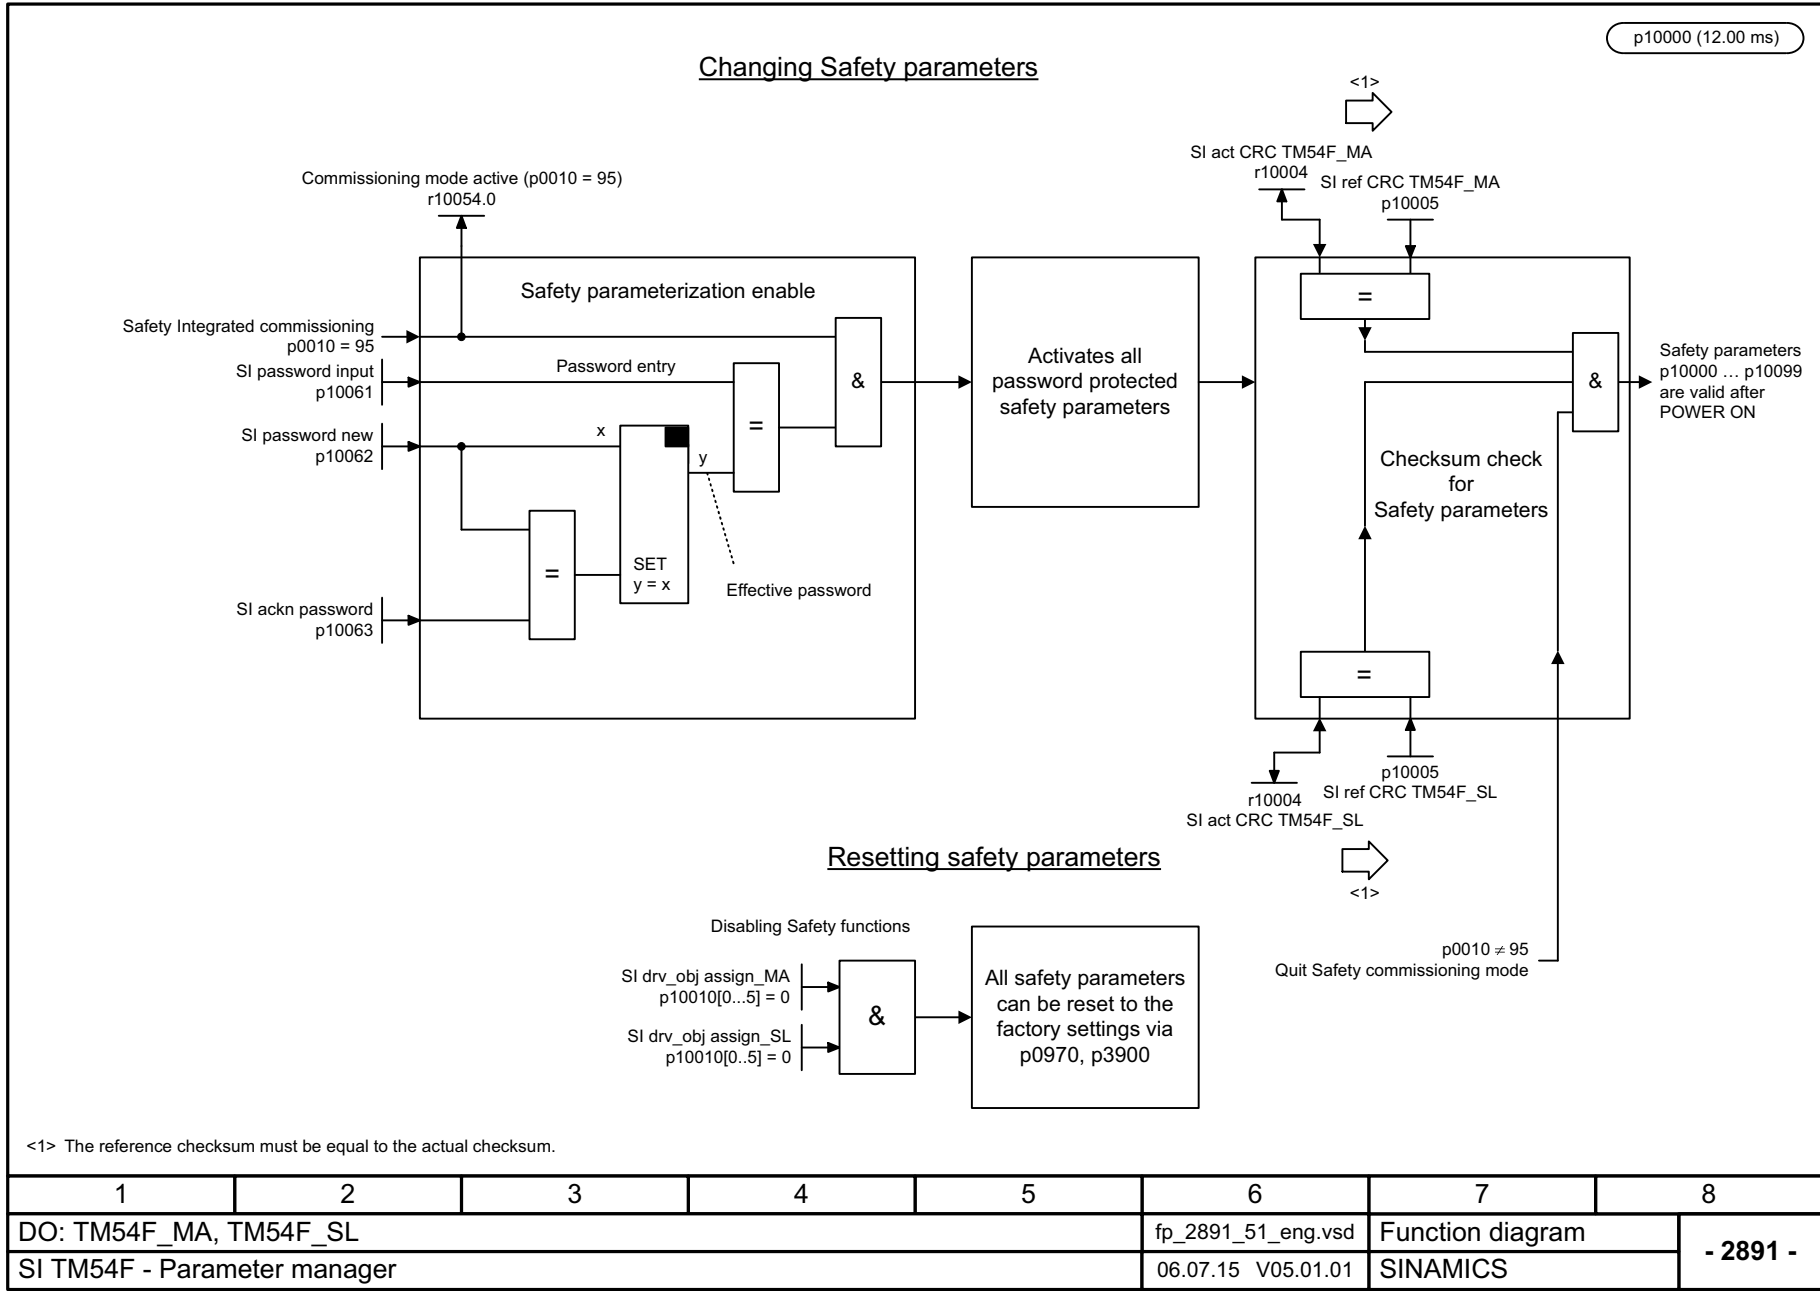 p10000 (12.00 ms)
Changing Safety parameters
<1>
SI act CRC TM54F_MA
r10004
SI ref CRC TM54F_MA
p10005
Commissioning mode active (p0010 = 95)
r10054.0
Safety parameterization enable
Safety Integrated commissioning
p0010 = 95
SI password input
p10061
Password entry
SI password new
p10062
x
y
=
&
=
SET
y = x
Effective password
SI ackn password
p10063
Activates all
password protected
safety parameters
=
&
Checksum check
for
Safety parameters
=
Safety parameters
p10000 … p10099
are valid after
POWER ON
r10004
SI act CRC TM54F_SL
p10005
SI ref CRC TM54F_SL
<1>
p0010 ≠ 95
Quit Safety commissioning mode
Resetting safety parameters
Disabling Safety functions
SI drv_obj assign_MA
p10010[0...5] = 0
SI drv_obj assign_SL
p10010[0..5] = 0
&
All safety parameters
can be reset to the
factory settings via
p0970, p3900
<1> The reference checksum must be equal to the actual checksum.
1 2 3 4 5 6 7 8
DO: TM54F_MA, TM54F_SL
fp_2891_51_eng.vsd
Function diagram
- 2891 -
SI TM54F - Parameter manager
06.07.15 V05.01.01
SINAMICS